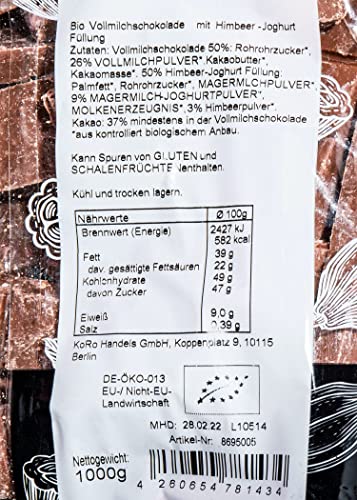 Bio Vollmilchschokolade mit Himbeer-Joghurt
Füllung
Zutaten: Vollmilchschokolade 50%: Rohrohrzucker*,
26% VOLLMILCHPULVER*,Kakaobutter*,
Kakaomasse*. 50% Himbeer-Joghurt Füllung:
Palmfett*, Rohrohrzucker*, MAGERMLCHPULVER*,
9% MAGERMILCHJOGHURTPULVER*,
MOLKENERZEUGNIS*,3% Himbeerpulver*.
Kakao: 37% mindestens in der Vollmilchschokolade
*aus kontrolliert biologischem Anbau.
Kann Spuren von GLUTEN und
SCHALENFRÜCHTENenthalten.
Kühl und trocken lagern.
Nährwerte Ø 100g
Brennwert (Energie) 2427 kJ
582 kcal
Fett 39 g
dav. gesättigte Fettsäuren 22 g
Kohlenhydrate 49 g
davon Zucker 47 g
Eiweiß 9,0 g
Salz 0,39 g
KoRo Handels GmbH, Koppenplatz 9, 10115
Berlin
DE-ÖKO-013
EU-/ Nicht-EU-
Landwirtschaft
MHD: 28.02.22 L10514
Artikel-Nr: 8695005
Nettogewicht:
1000g
4 260654 781434